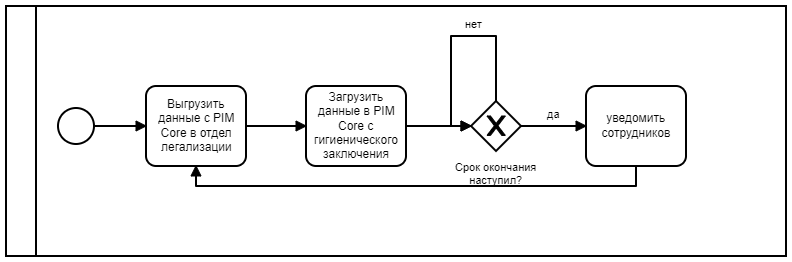 нет
Выгрузить
данные с PIM
Core в отдел
легализации
Загрузить
данные в PIM
Core с
гигиенического
заключения
да
уведомить
сотрудников
Срок окончания
наступил?